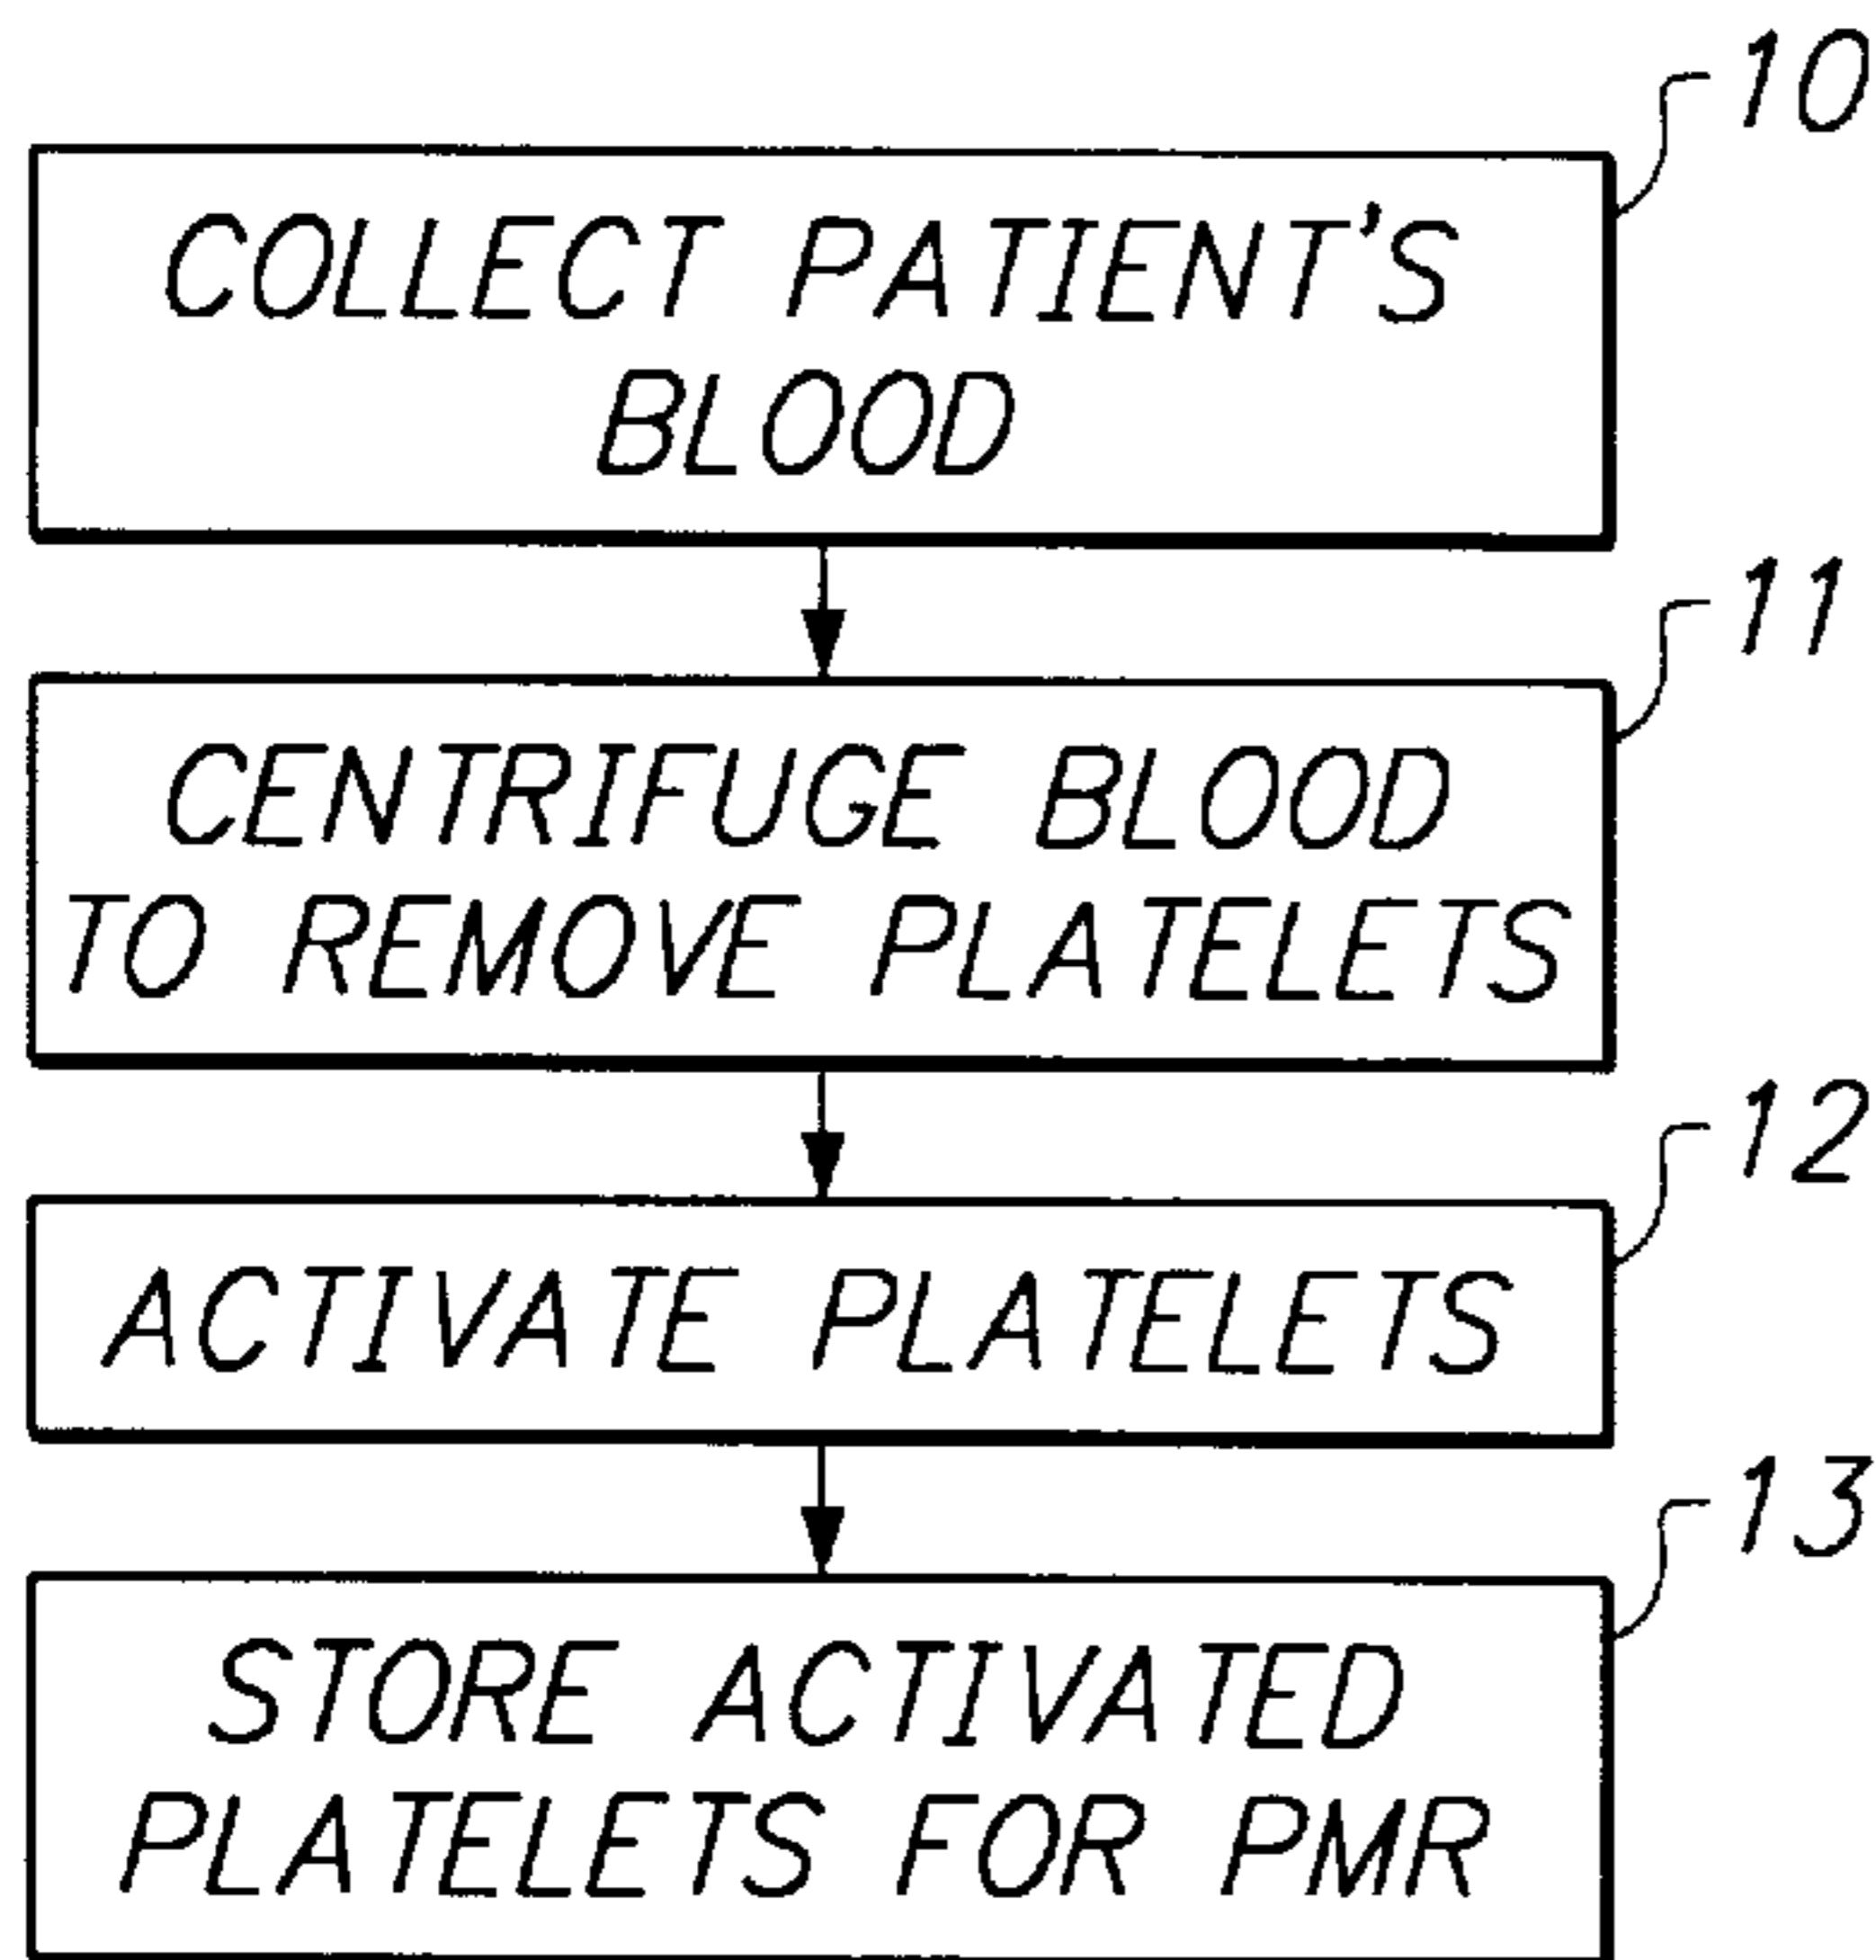 10
COLLECT PATIENT'S
BLOOD
11
CENTRIFUGE BLOOD
TO REMOVE PLATELETS
12
ACTIVATE PLATELETS
13
STORE ACTIVATED
PLATELETS FOR PMR